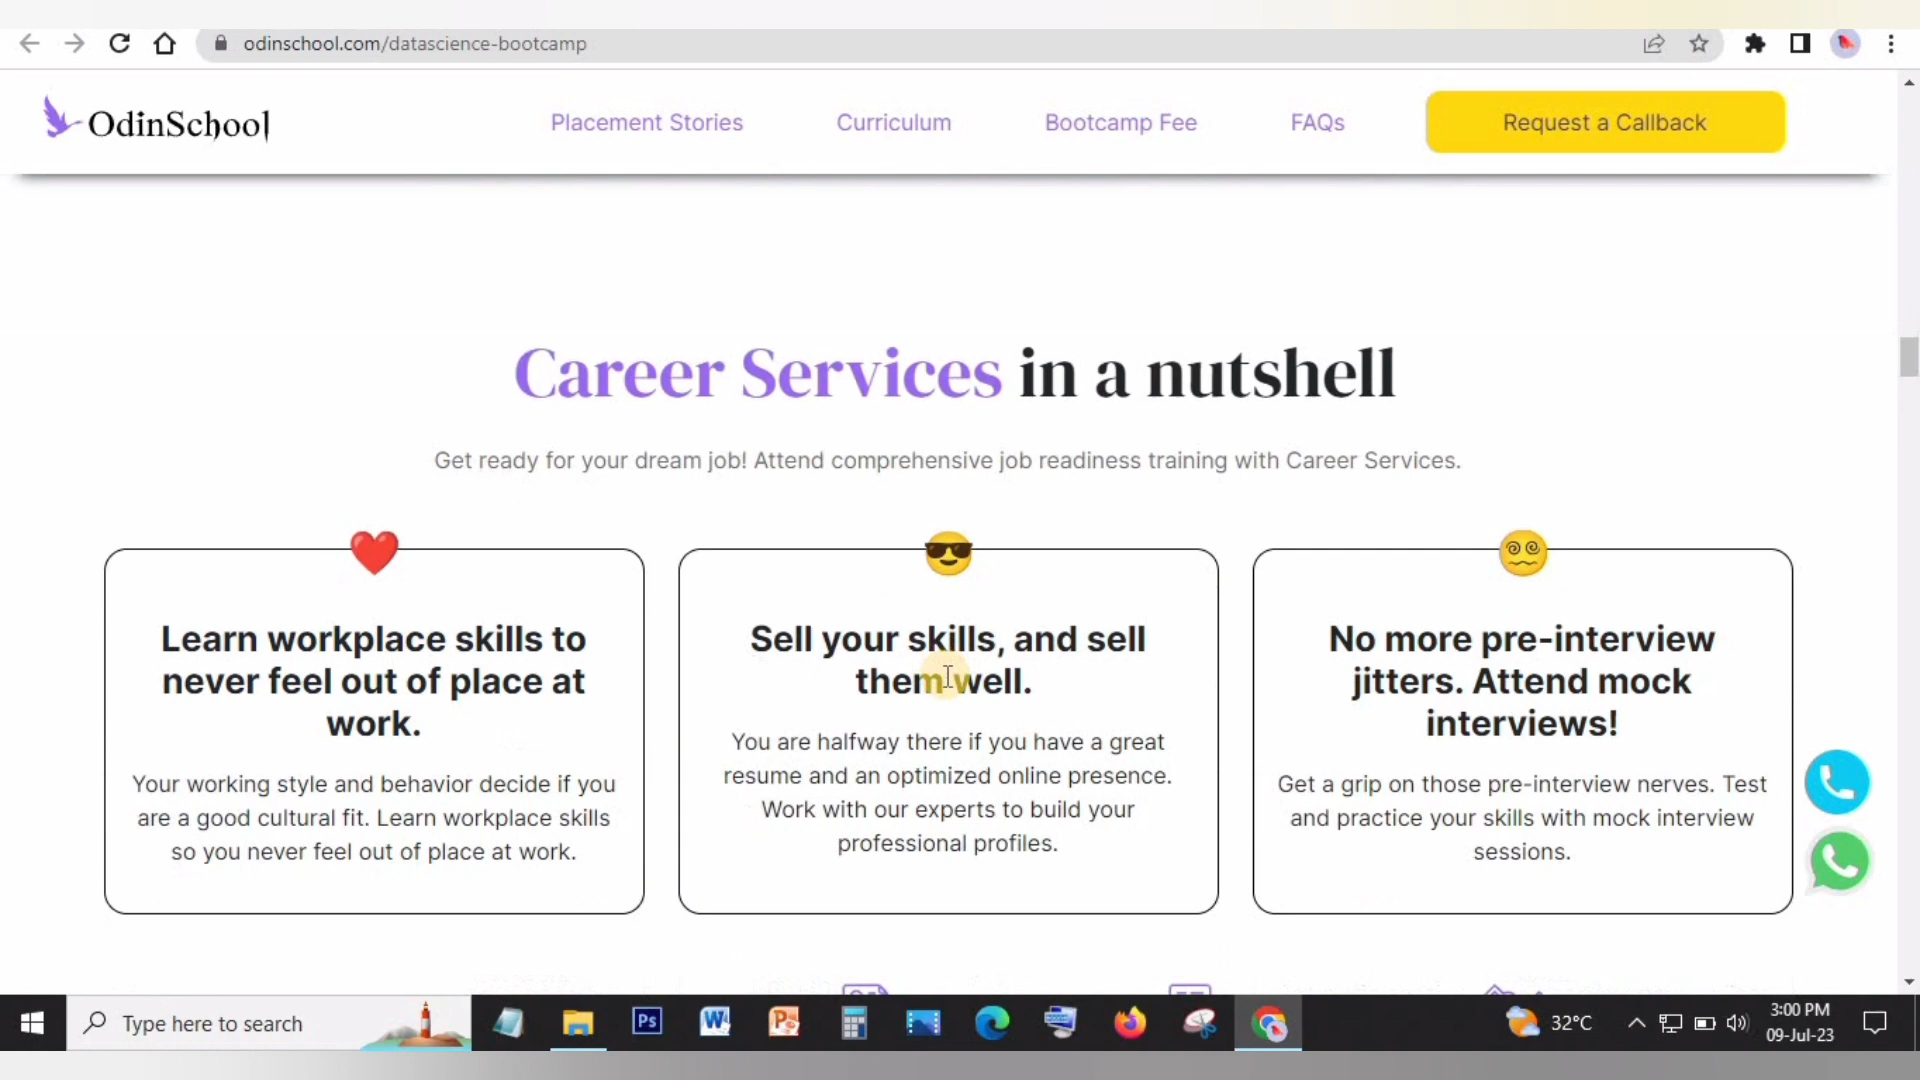 odinschool.com/datascience-bootcamp
OdinSchool
Placement Stories
Curriculum
Bootcamp Fee
FAQs
Request a Callback
Career Services in a nutshell
Get ready for your dream job! Attend comprehensive job readiness training with Career Services.
Learn workplace skills to
never feel out of place at
work.
Your working style and behavior decide if you
are a good cultural fit. Learn workplace skills
so you never feel out of place at work.
Sell your skills, and sell
them well.
You are halfway there if you have a great
resume and an optimized online presence.
Work with our experts to build your
professional profiles.
No more pre-interview
jitters. Attend mock
interviews!
Get a grip on those pre-interview nerves. Test
and practice your skills with mock interview
sessions.
Type here to search
Ps
W
P
32°C
3:00 PM
09-Jul-23